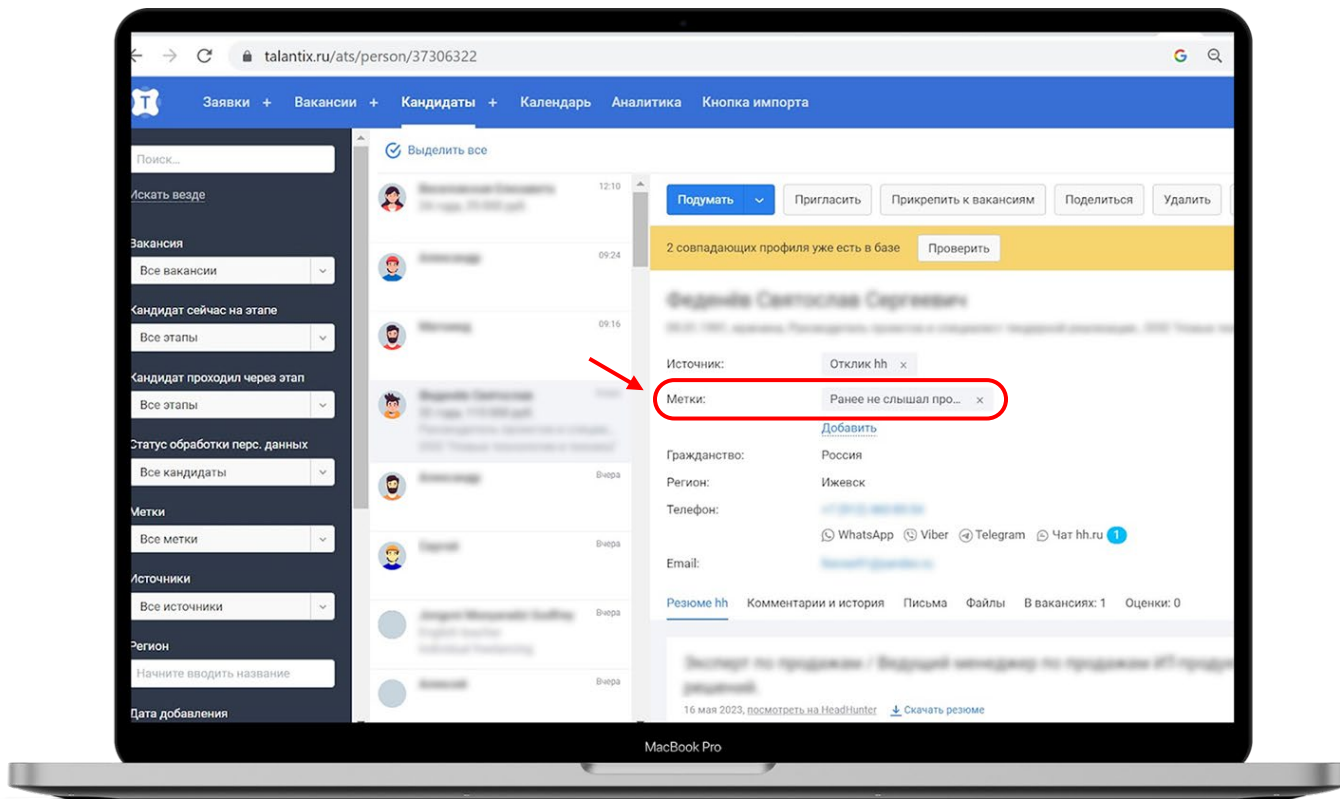 talantix.ru/ats/person/37306322
G
T
Заявки + Вакансии + Кандидаты + Календарь Аналитика Кнопка импорта
Поиск...
Искать везде
Вакансия
Все вакансии
Кандидат сейчас на этапе
Все этапы
Кандидат проходил через этап
Все этапы
Статус обработки перс. данных
Все кандидаты
Метки
Все метки
Источники
Все источники
Регион
Начните вводить название
Дата добавления
Выделить все
12:10
09:24
09:16
Вчера
Вчера
Вчера
Вчера
Подумать Пригласить Прикрепить к вакансиям Поделиться Удалить
2 совпадающих профиля уже есть в базе Проверить
Источник: Отклик hh ×
Метки: Ранее не слышал про... ×
Добавить
Гражданство: Россия
Регион: Ижевск
Телефон:
WhatsApp Viber Telegram Чат hh.ru 1
Email:
Резюме hh Комментарии и история Письма Файлы В вакансиях: 1 Оценки: 0
16 мая 2023, посмотреть на HeadHunter Скачать резюме
MacBook Pro